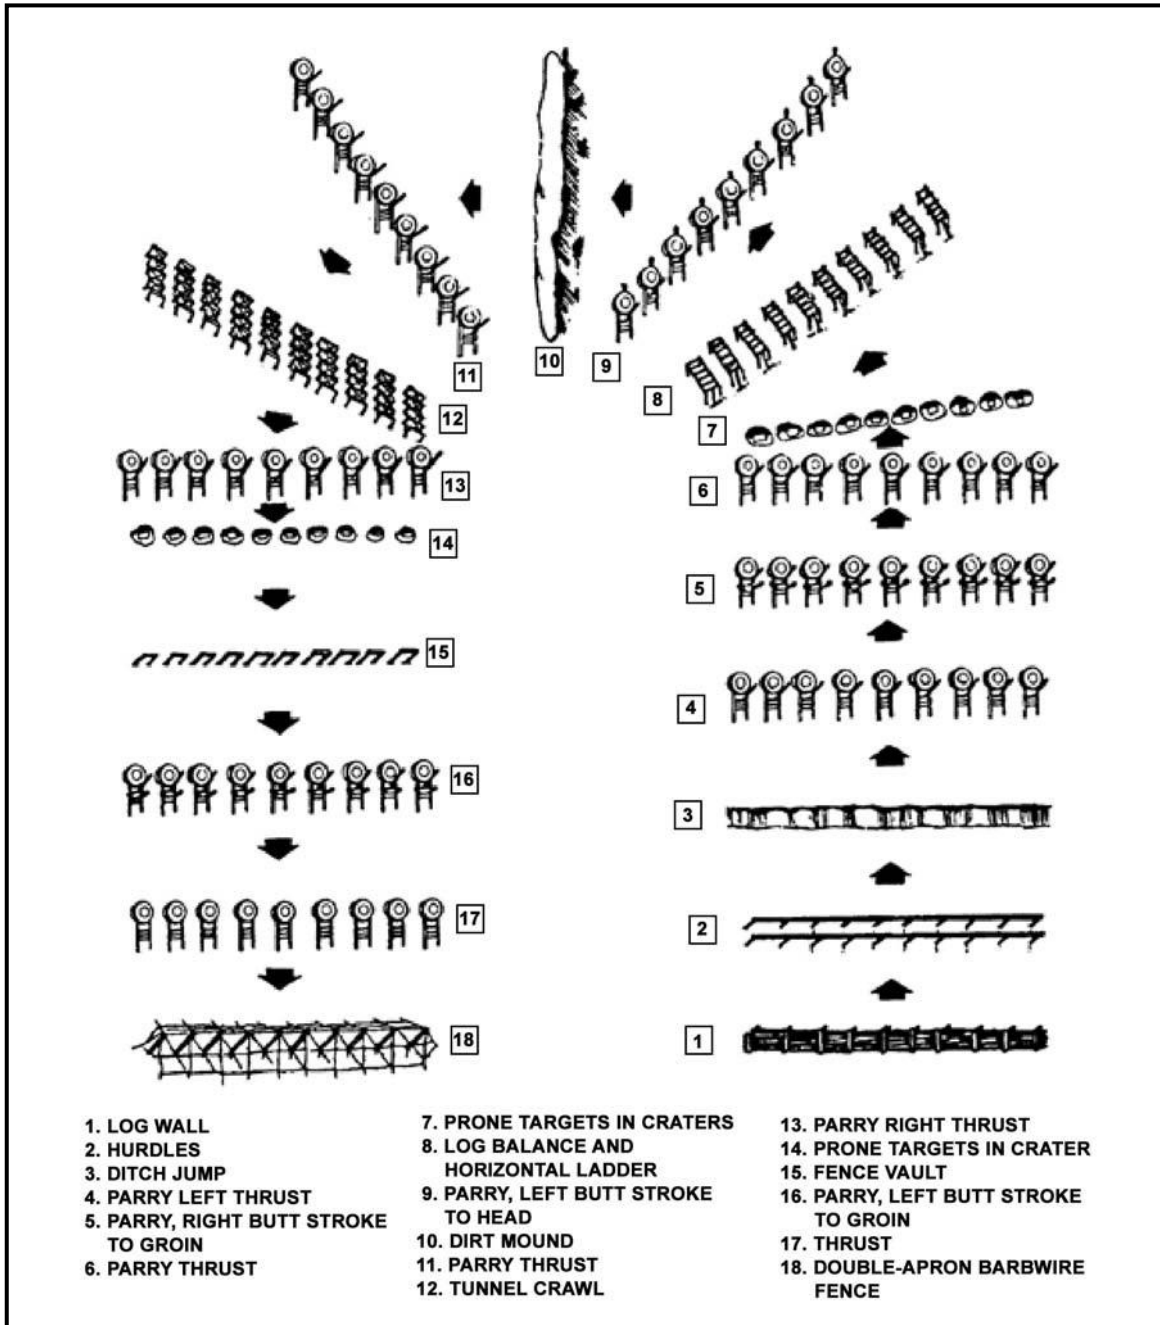 11
10
9
8
12
7
13
6
14
5
15
4
16
3
17
2
18
1
1. LOG WALL
2. HURDLES
3. DITCH JUMP
4. PARRY LEFT THRUST
5. PARRY, RIGHT BUTT STROKE
TO GROIN
6. PARRY THRUST
7. PRONE TARGETS IN CRATERS
8. LOG BALANCE AND
HORIZONTAL LADDER
9. PARRY, LEFT BUTT STROKE
TO HEAD
10. DIRT MOUND
11. PARRY THRUST
12. TUNNEL CRAWL
13. PARRY RIGHT THRUST
14. PRONE TARGETS IN CRATER
15. FENCE VAULT
16. PARRY, LEFT BUTT STROKE
TO GROIN
17. THRUST
18. DOUBLE-APRON BARBWIRE
FENCE